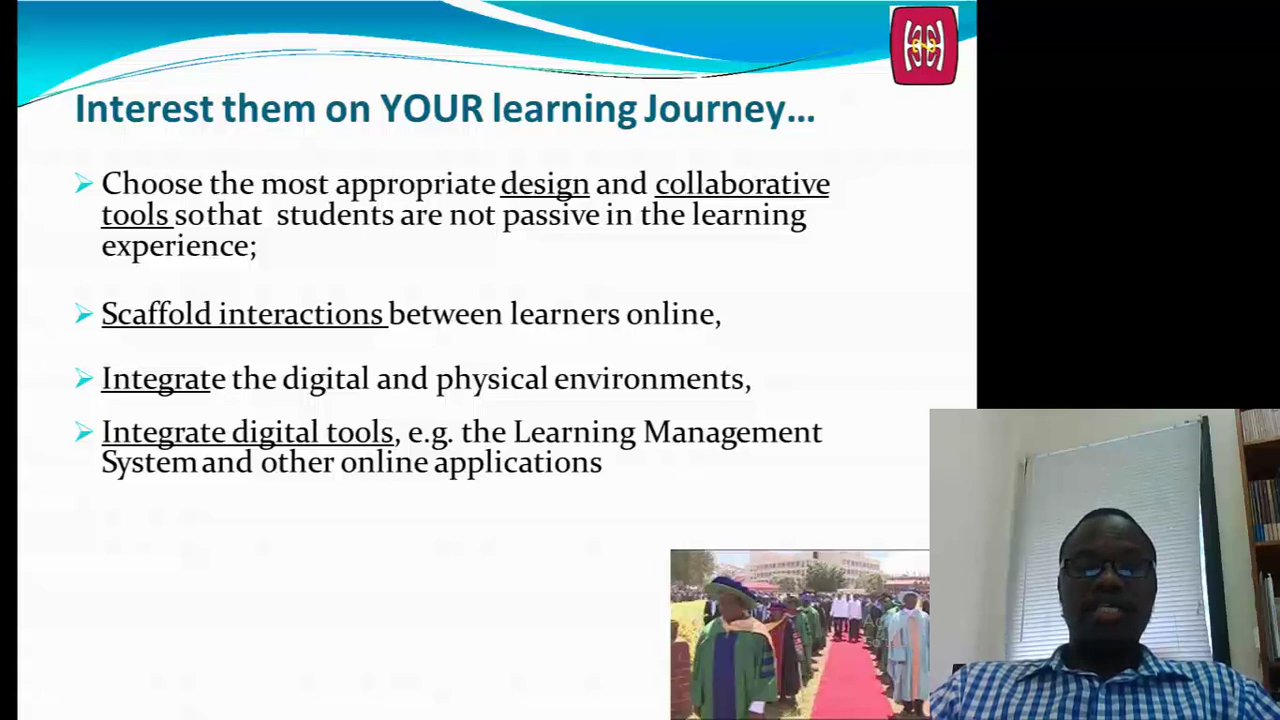 Interest them on YOUR learning Journey...
Choose the most appropriate design and collaborative
tools sothat students are not passive in the learning
experience;
Scaffold interactions between learners online,
Integrate the digital and physical environments,
Integrate digital tools, e.g. the Learning Management
System and other online applications